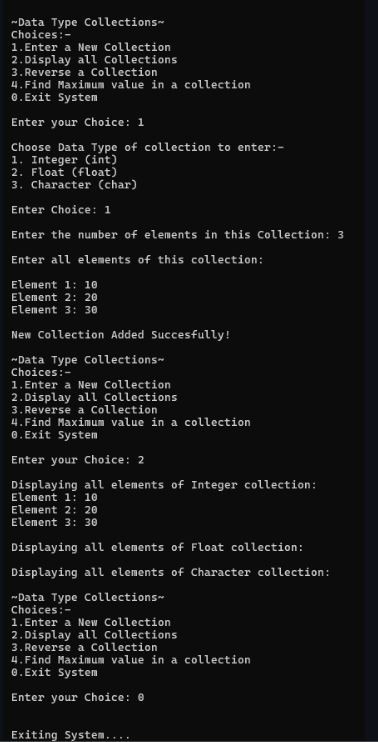 ~Data Type Collections~
Choices:-
1.Enter a New Collection
2.Display all Collections
3.Reverse a Collection
4.Find Maximum value in a collection
0.Exit System
Enter your Choice: 1
Choose Data Type of collection to enter:-
1. Integer (int)
2. Float (float)
3. Character (char)
Enter Choice: 1
Enter the number of elements in this Collection: 3
Enter all elements of this collection:
Element 1: 10
Element 2: 20
Element 3: 30
New Collection Added Succesfully!
~Data Type Collections~
Choices:-
1.Enter a New Collection
2.Display all Collections
3.Reverse a Collection
4.Find Maximum value in a collection
0.Exit System
Enter your Choice: 2
Displaying all elements of Integer collection:
Element 1: 10
Element 2: 20
Element 3: 30
Displaying all elements of Float collection:
Displaying all elements of Character collection:
~Data Type Collections~
Choices:-
1.Enter a New Collection
2.Display all Collections
3.Reverse a Collection
4.Find Maximum value in a collection
0.Exit System
Enter your Choice: 0
Exiting System....